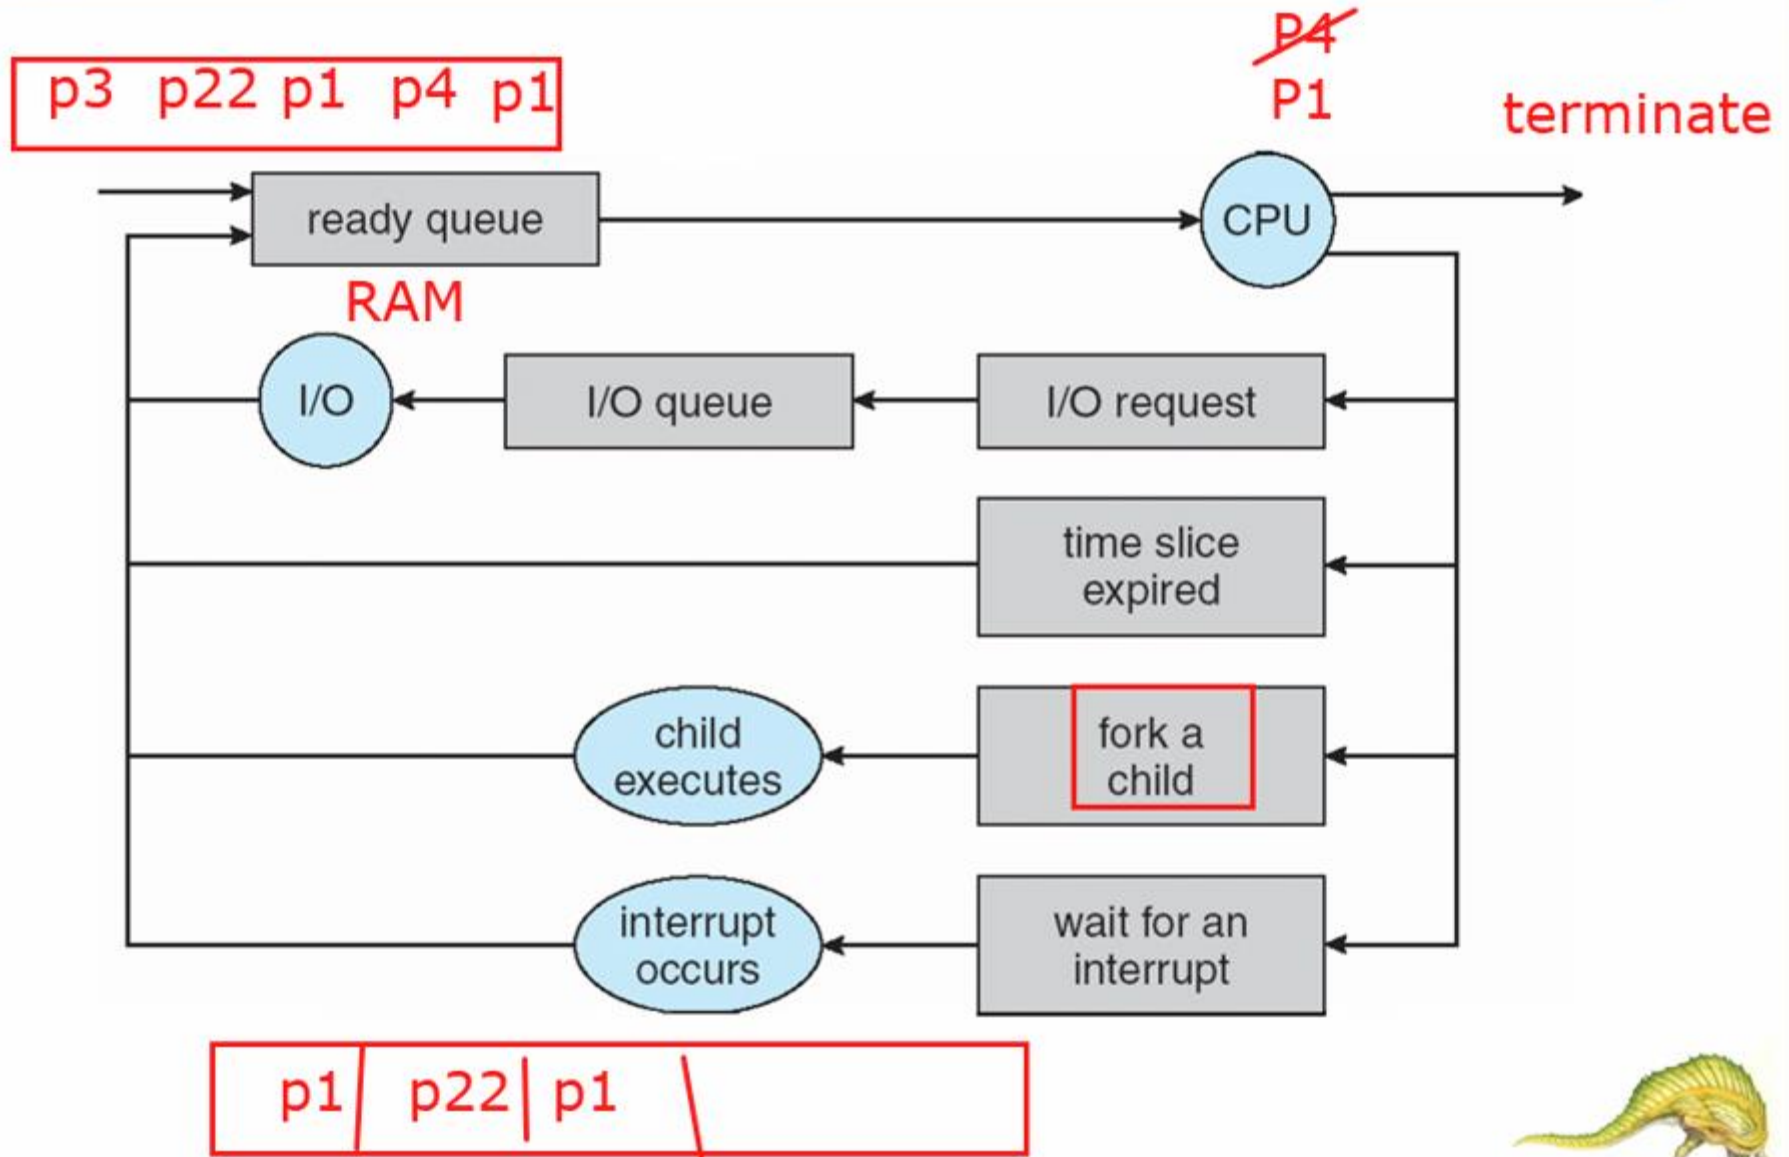 P4
p3 p22 p1 p4 p1
P1
terminate
ready queue
CPU
RAM
I/O
I/O queue
I/O request
time slice
expired
child
executes
fork a
child
interrupt
occurs
wait for an
interrupt
p1 p22 p1